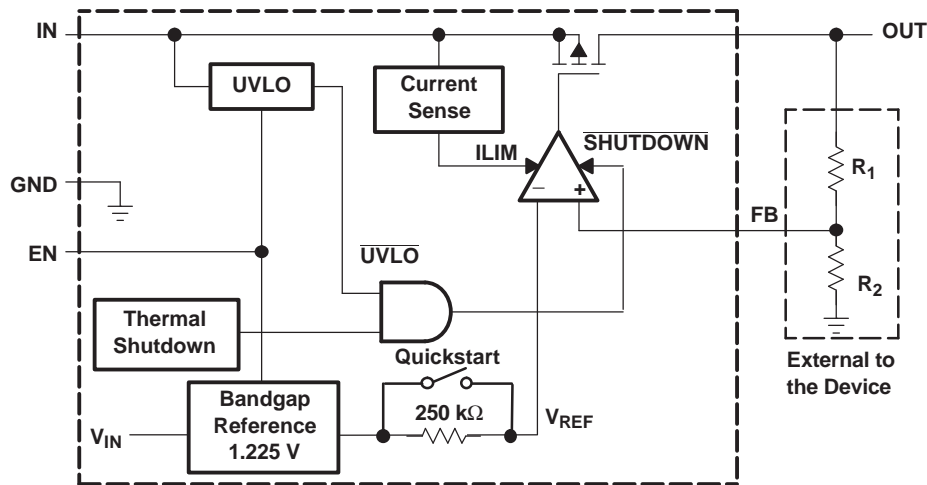 IN
OUT
UVLO
Current
Sense
ILIM
SHUTDOWN
R1
GND
FB
EN
UVLO
R2
Thermal
Shutdown
Quickstart
External to
the Device
Bandgap
Reference
1.225 V
250 kΩ
VREF
VIN
− +